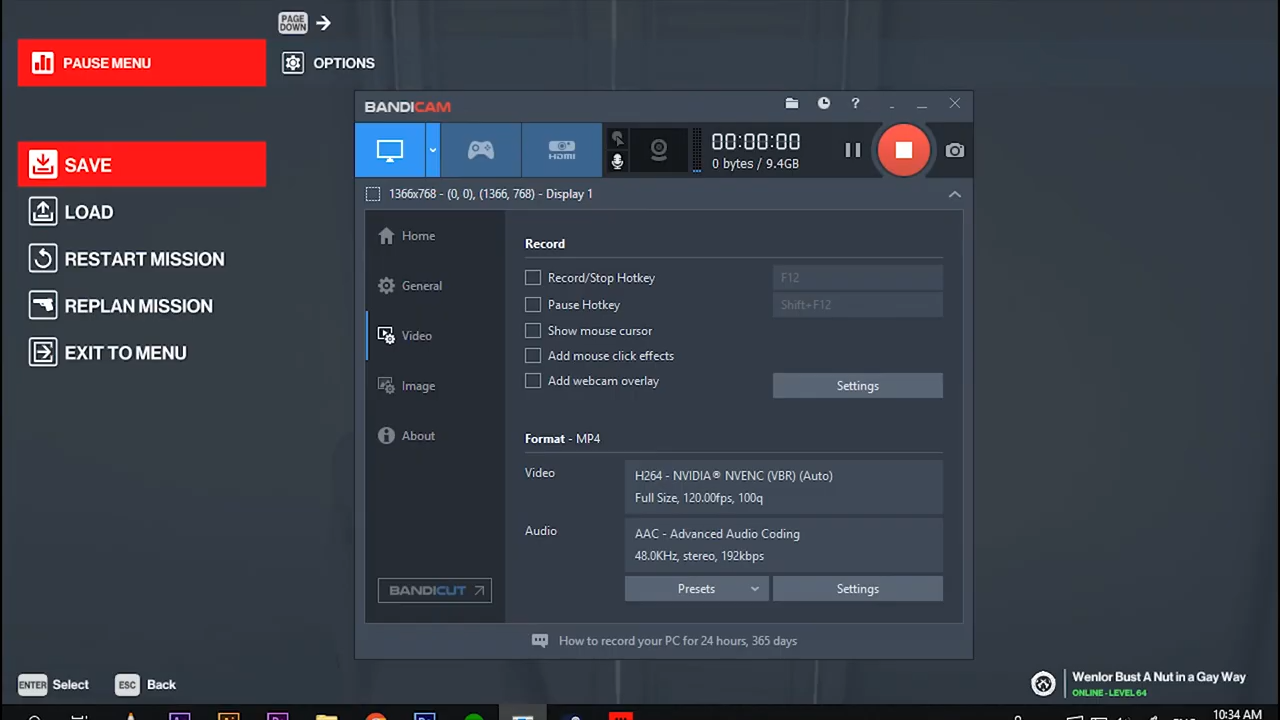 PAGE
DOWN
PAUSE MENU
OPTIONS
SAVE
LOAD
RESTART MISSION
REPLAN MISSION
EXIT TO MENU
BANDICAM
?
HDMI
00:00:00
0 bytes / 9.4GB
1366x768 - (0, 0), (1366, 768) - Display 1
Home
General
Video
Image
About
BANDICUT
Record
Record/Stop Hotkey
F12
Pause Hotkey
Shift+F12
Show mouse cursor
Add mouse click effects
Add webcam overlay
Settings
Format - MP4
Video
H264 - NVIDIA® NVENC (VBR) (Auto)
Full Size, 120.00fps, 100q
Audio
AAC - Advanced Audio Coding
48.0KHz, stereo, 192kbps
Presets
Settings
How to record your PC for 24 hours, 365 days
ENTER Select
ESC Back
Wenlor Bust A Nut in a Gay Way
ONLINE - LEVEL 64
10:34 AM